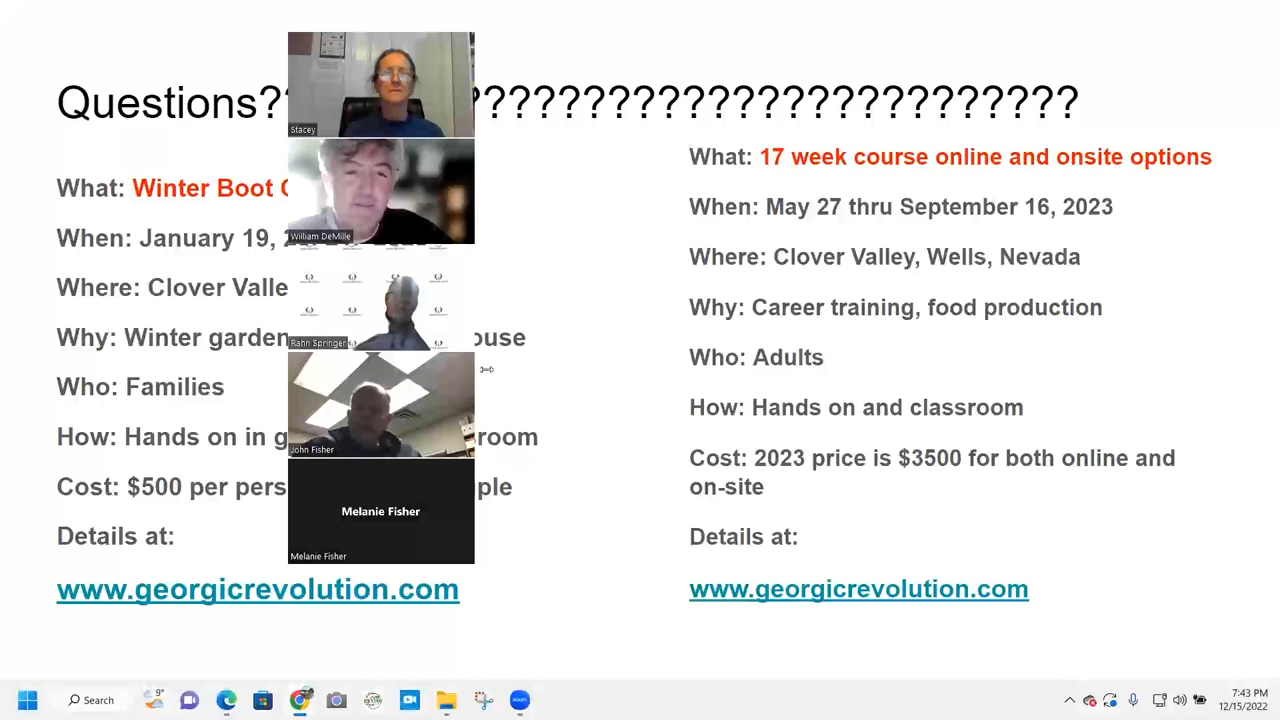 Questions?????????????????????????
What: Winter Boot
When: January 19,
Where: Clover Valle
Why: Winter garden ouse
Who: Families
How: Hands on in g room
Cost: $500 per pers ple
Details at:
www.georgicrevolution.com
What: 17 week course online and onsite options
When: May 27 thru September 16, 2023
Where: Clover Valley, Wells, Nevada
Why: Career training, food production
Who: Adults
How: Hands on and classroom
Cost: 2023 price is $3500 for both online and
on-site
Details at:
www.georgicrevolution.com
Stacey
William DeMille
Rahn Springer
John Fisher
Melanie Fisher
Melanie Fisher
9°
Search
zoom
7:43 PM
12/15/2022